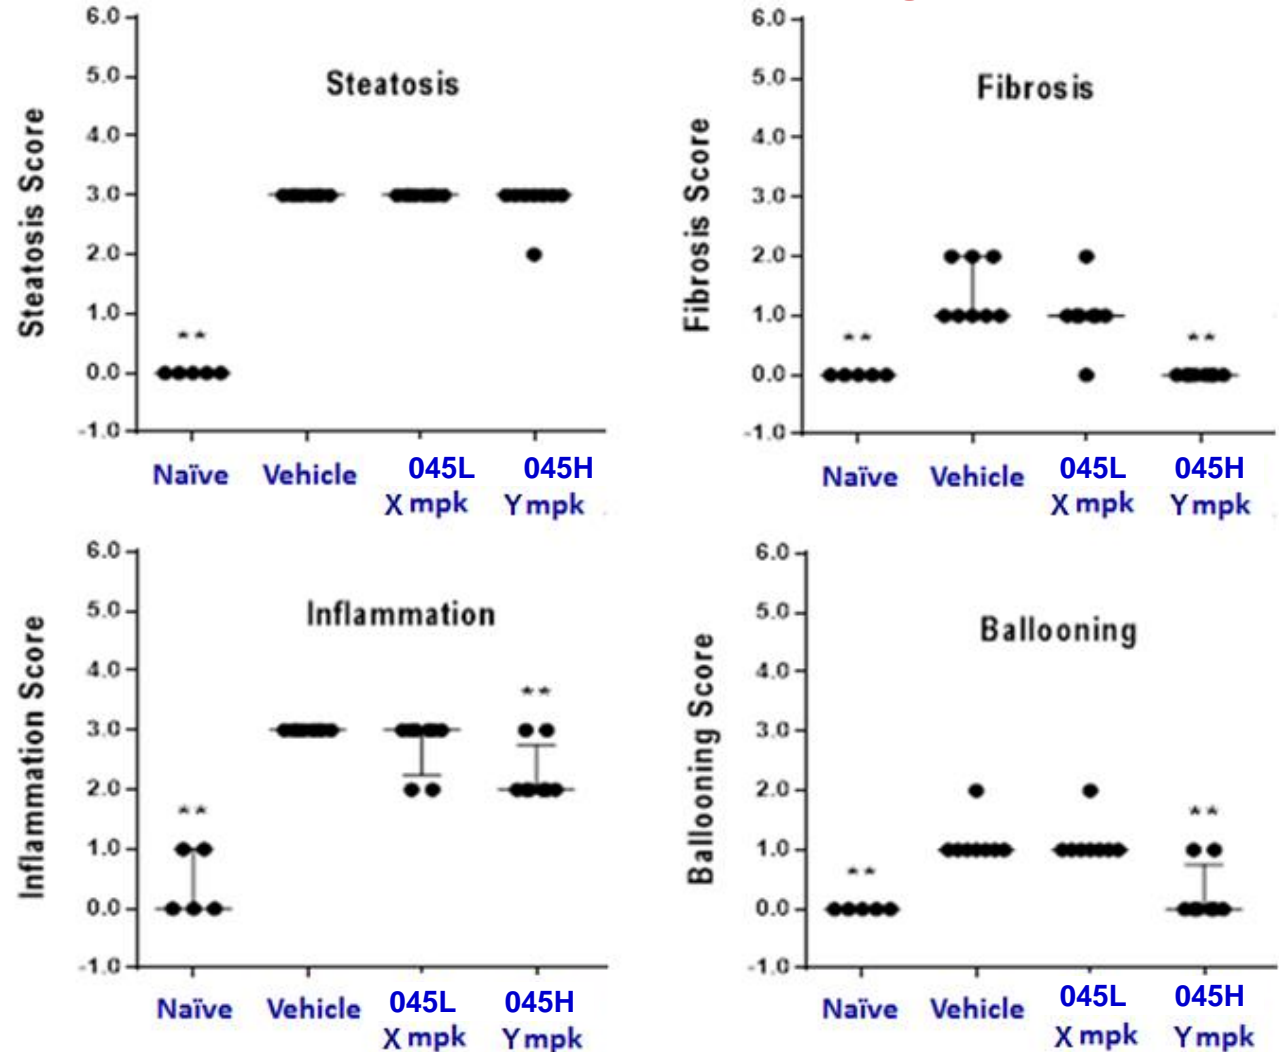 6.0
Steatosis
5.0
4.0
3.0
2.0
1.0
**
0.0
-1.0
Steatosis Score
Naïve Vehicle 045L 045H
X mpk Y mpk
6.0
Fibrosis
5.0
4.0
3.0
2.0
1.0
** **
0.0
-1.0
Fibrosis Score
Naïve Vehicle 045L 045H
X mpk Y mpk
6.0
Inflammation
5.0
4.0
**
3.0
2.0
**
1.0
0.0
-1.0
Inflammation Score
Naïve Vehicle 045L 045H
X mpk Y mpk
6.0
5.0
Ballooning
4.0
3.0
2.0
**
1.0
**
0.0
-1.0
Ballooning Score
Naïve Vehicle 045L 045H
X mpk Y mpk